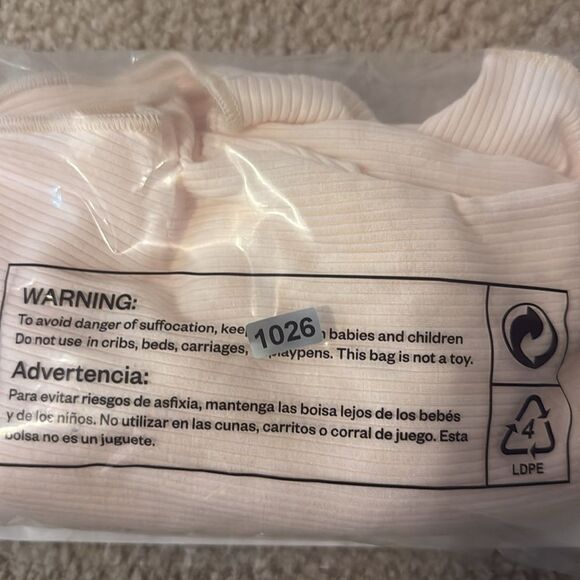 WARNING:
To avoid danger of suffocation, kee 1026 babies and children
Do not use in cribs, beds, carriages, playpens. This bag is not a toy.
Advertencia:
Para evitar riesgos de asfixia, mantenga las boisa lejos de los bebés
y de los niños. No utilizar en las cunas, carritos o corral de juego. Esta
bolsa no es un juguete.
4
LDPE